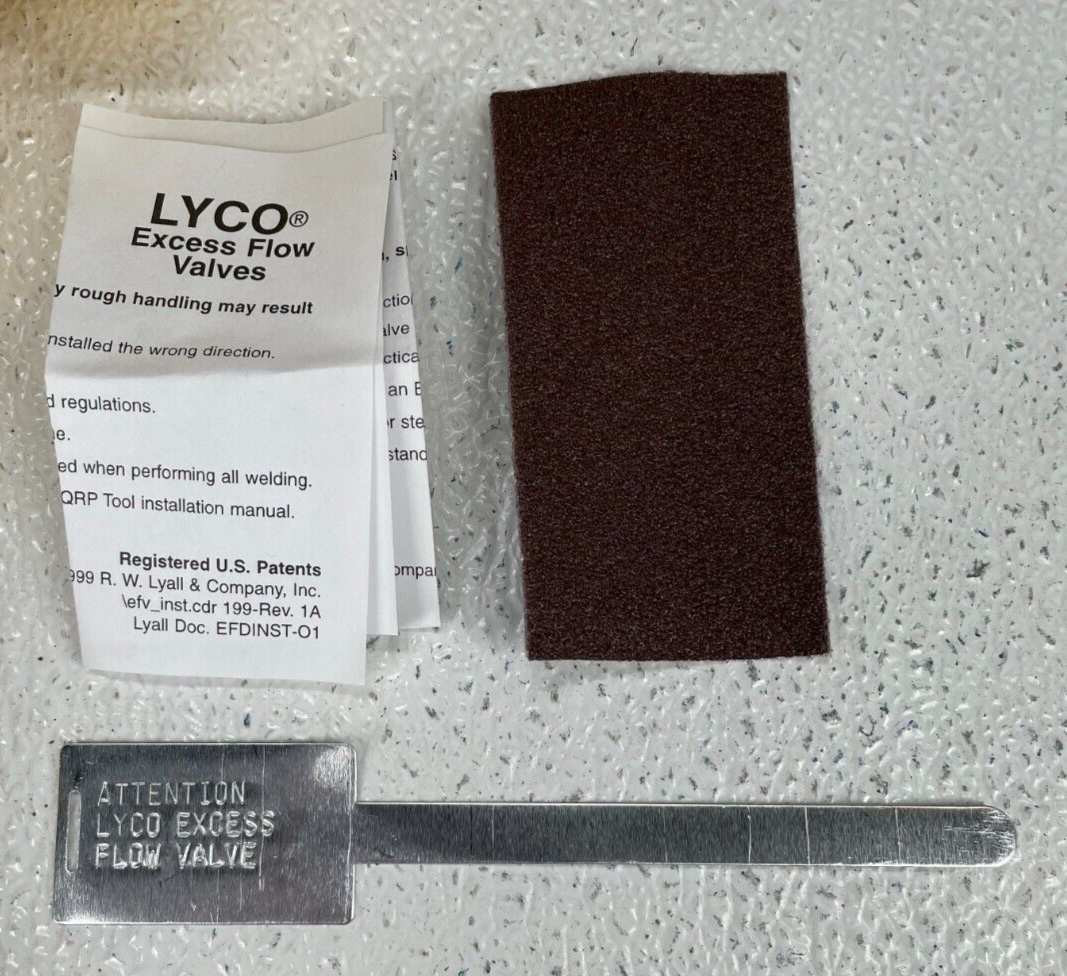 LYCO®
Excess Flow
Valves
y rough handling may result
nstalled the wrong direction.
d regulations.
e.
ed when performing all welding.
QRP Tool installation manual.
Registered U.S. Patents
999 R. W. Lyall & Company, Inc.
\efv_inst.cdr 199-Rev. 1A
Lyall Doc. EFDINST-O1
s
el
, s
ctio
alve
ctica
an E
r ste
stand
ompa
ATTENTION
LYCO EXCESS
FLOW VALVE